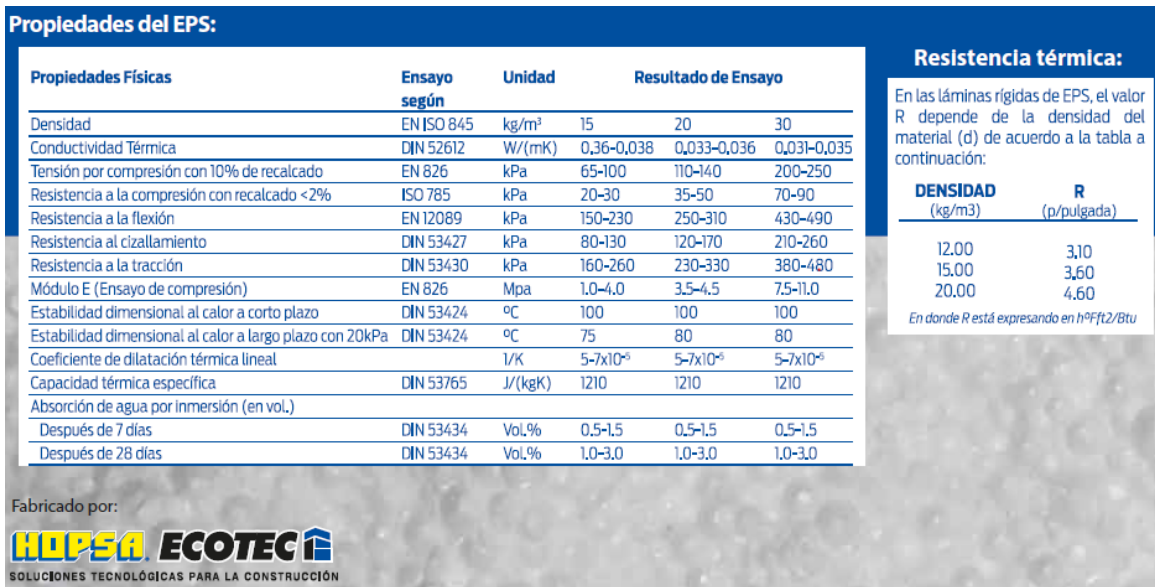 Propiedades del EPS:
Propiedades Físicas Ensayo según Unidad Resultado de Ensayo
Densidad EN ISO 845 kg/m³ 15 20 30
Conductividad Térmica DIN 52612 W/(mK) 0,36-0,038 0,033-0,036 0,031-0,035
Tensión por compresión con 10% de recalcado EN 826 kPa 65-100 110-140 200-250
Resistencia a la compresión con recalcado <2% ISO 785 kPa 20-30 35-50 70-90
Resistencia a la flexión EN 12089 kPa 150-230 250-310 430-490
Resistencia al cizallamiento DIN 53427 kPa 80-130 120-170 210-260
Resistencia a la tracción DIN 53430 kPa 160-260 230-330 380-480
Módulo E (Ensayo de compresión) EN 826 Mpa 1.0-4.0 3.5-4.5 7.5-11.0
Estabilidad dimensional al calor a corto plazo DIN 53424 ºC 100 100 100
Estabilidad dimensional al calor a largo plazo con 20kPa DIN 53424 ºC 75 80 80
Coeficiente de dilatación térmica lineal 1/K 5-7x10⁻⁵ 5-7x10⁻⁵ 5-7x10⁻⁵
Capacidad térmica específica DIN 53765 J/(kgK) 1210 1210 1210
Absorción de agua por inmersión (en vol.)
Después de 7 días DIN 53434 Vol.% 0.5-1.5 0.5-1.5 0.5-1.5
Después de 28 días DIN 53434 Vol.% 1.0-3.0 1.0-3.0 1.0-3.0
Resistencia térmica:
En las láminas rígidas de EPS, el valor
R depende de la densidad del
material (d) de acuerdo a la tabla a
continuación:
DENSIDAD R
(kg/m3) (p/pulgada)
12.00 3,10
15.00 3,60
20.00 4.60
En donde R está expresando en hºFft2/Btu
Fabricado por:
HOPSA. ECOTEC
SOLUCIONES TECNOLÓGICAS PARA LA CONSTRUCCIÓN